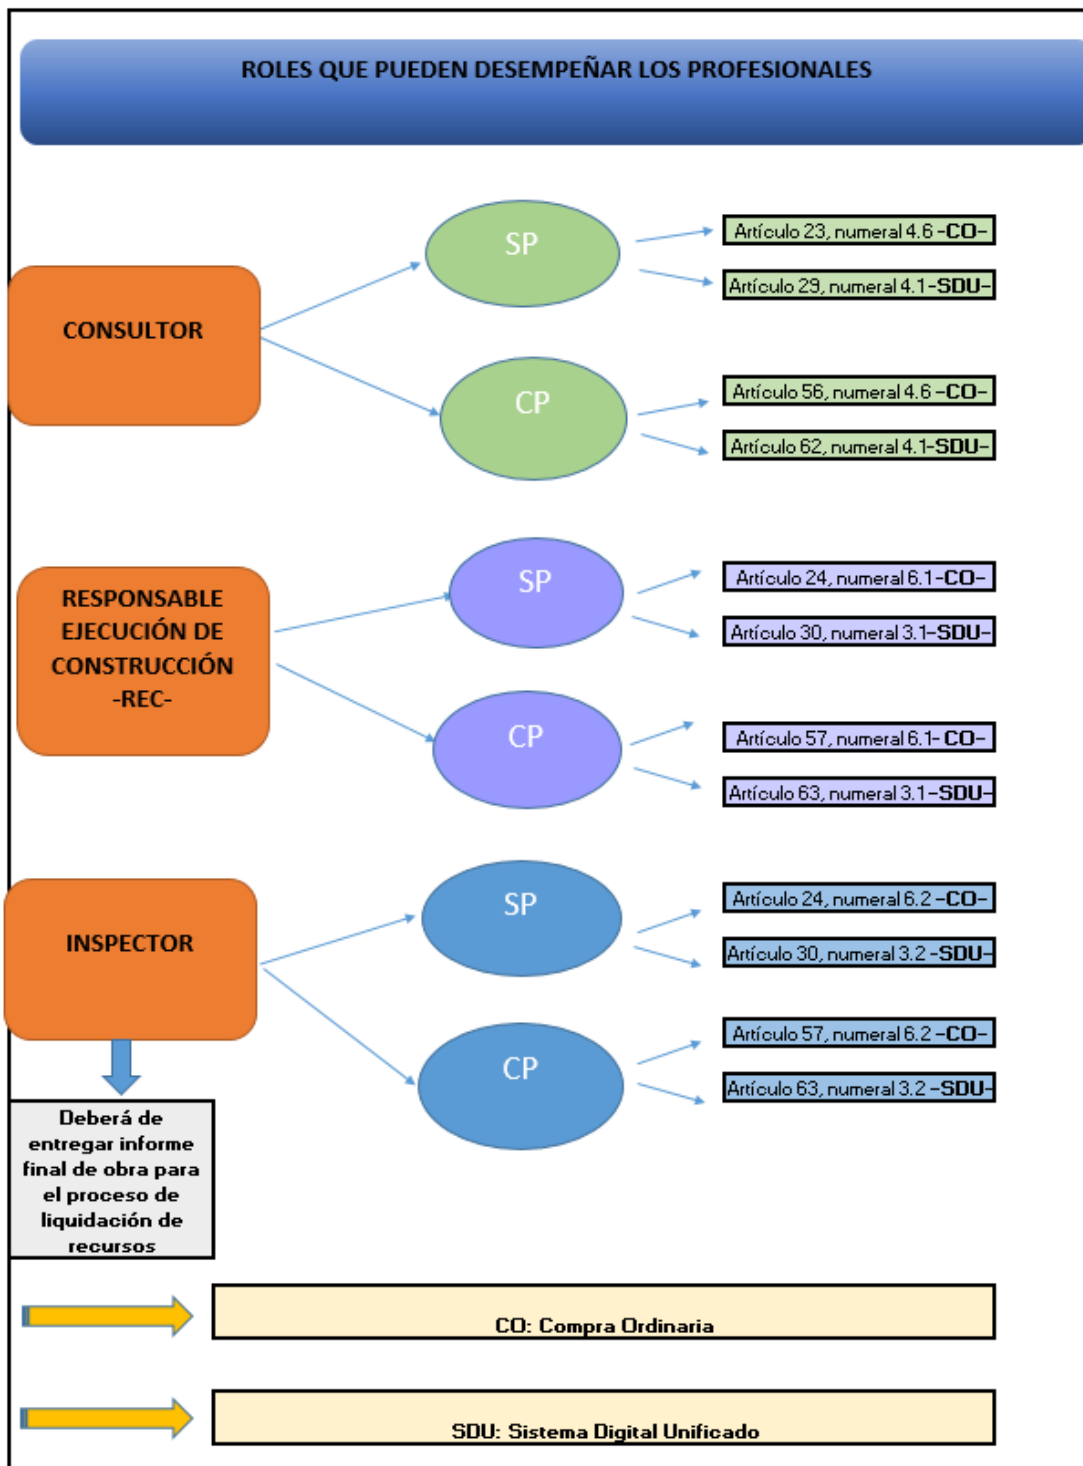 ROLES QUE PUEDEN DESEMPEÑAR LOS PROFESIONALES
CONSULTOR
SP
Artículo 23, numeral 4.6 -CO-
Artículo 29, numeral 4.1-SDU-
CP
Artículo 56, numeral 4.6 -CO-
Artículo 62, numeral 4.1-SDU-
RESPONSABLE
EJECUCIÓN DE
CONSTRUCCIÓN
-REC-
SP
Artículo 24, numeral 6.1-CO-
Artículo 30, numeral 3.1-SDU-
CP
Artículo 57, numeral 6.1- CO-
Artículo 63, numeral 3.1-SDU-
INSPECTOR
SP
Artículo 24, numeral 6.2 -CO-
Artículo 30, numeral 3.2 -SDU-
CP
Artículo 57, numeral 6.2 -CO-
Artículo 63, numeral 3.2 -SDU-
Deberá de
entregar informe
final de obra para
el proceso de
liquidación de
recursos
CO: Compra Ordinaria
SDU: Sistema Digital Unificado